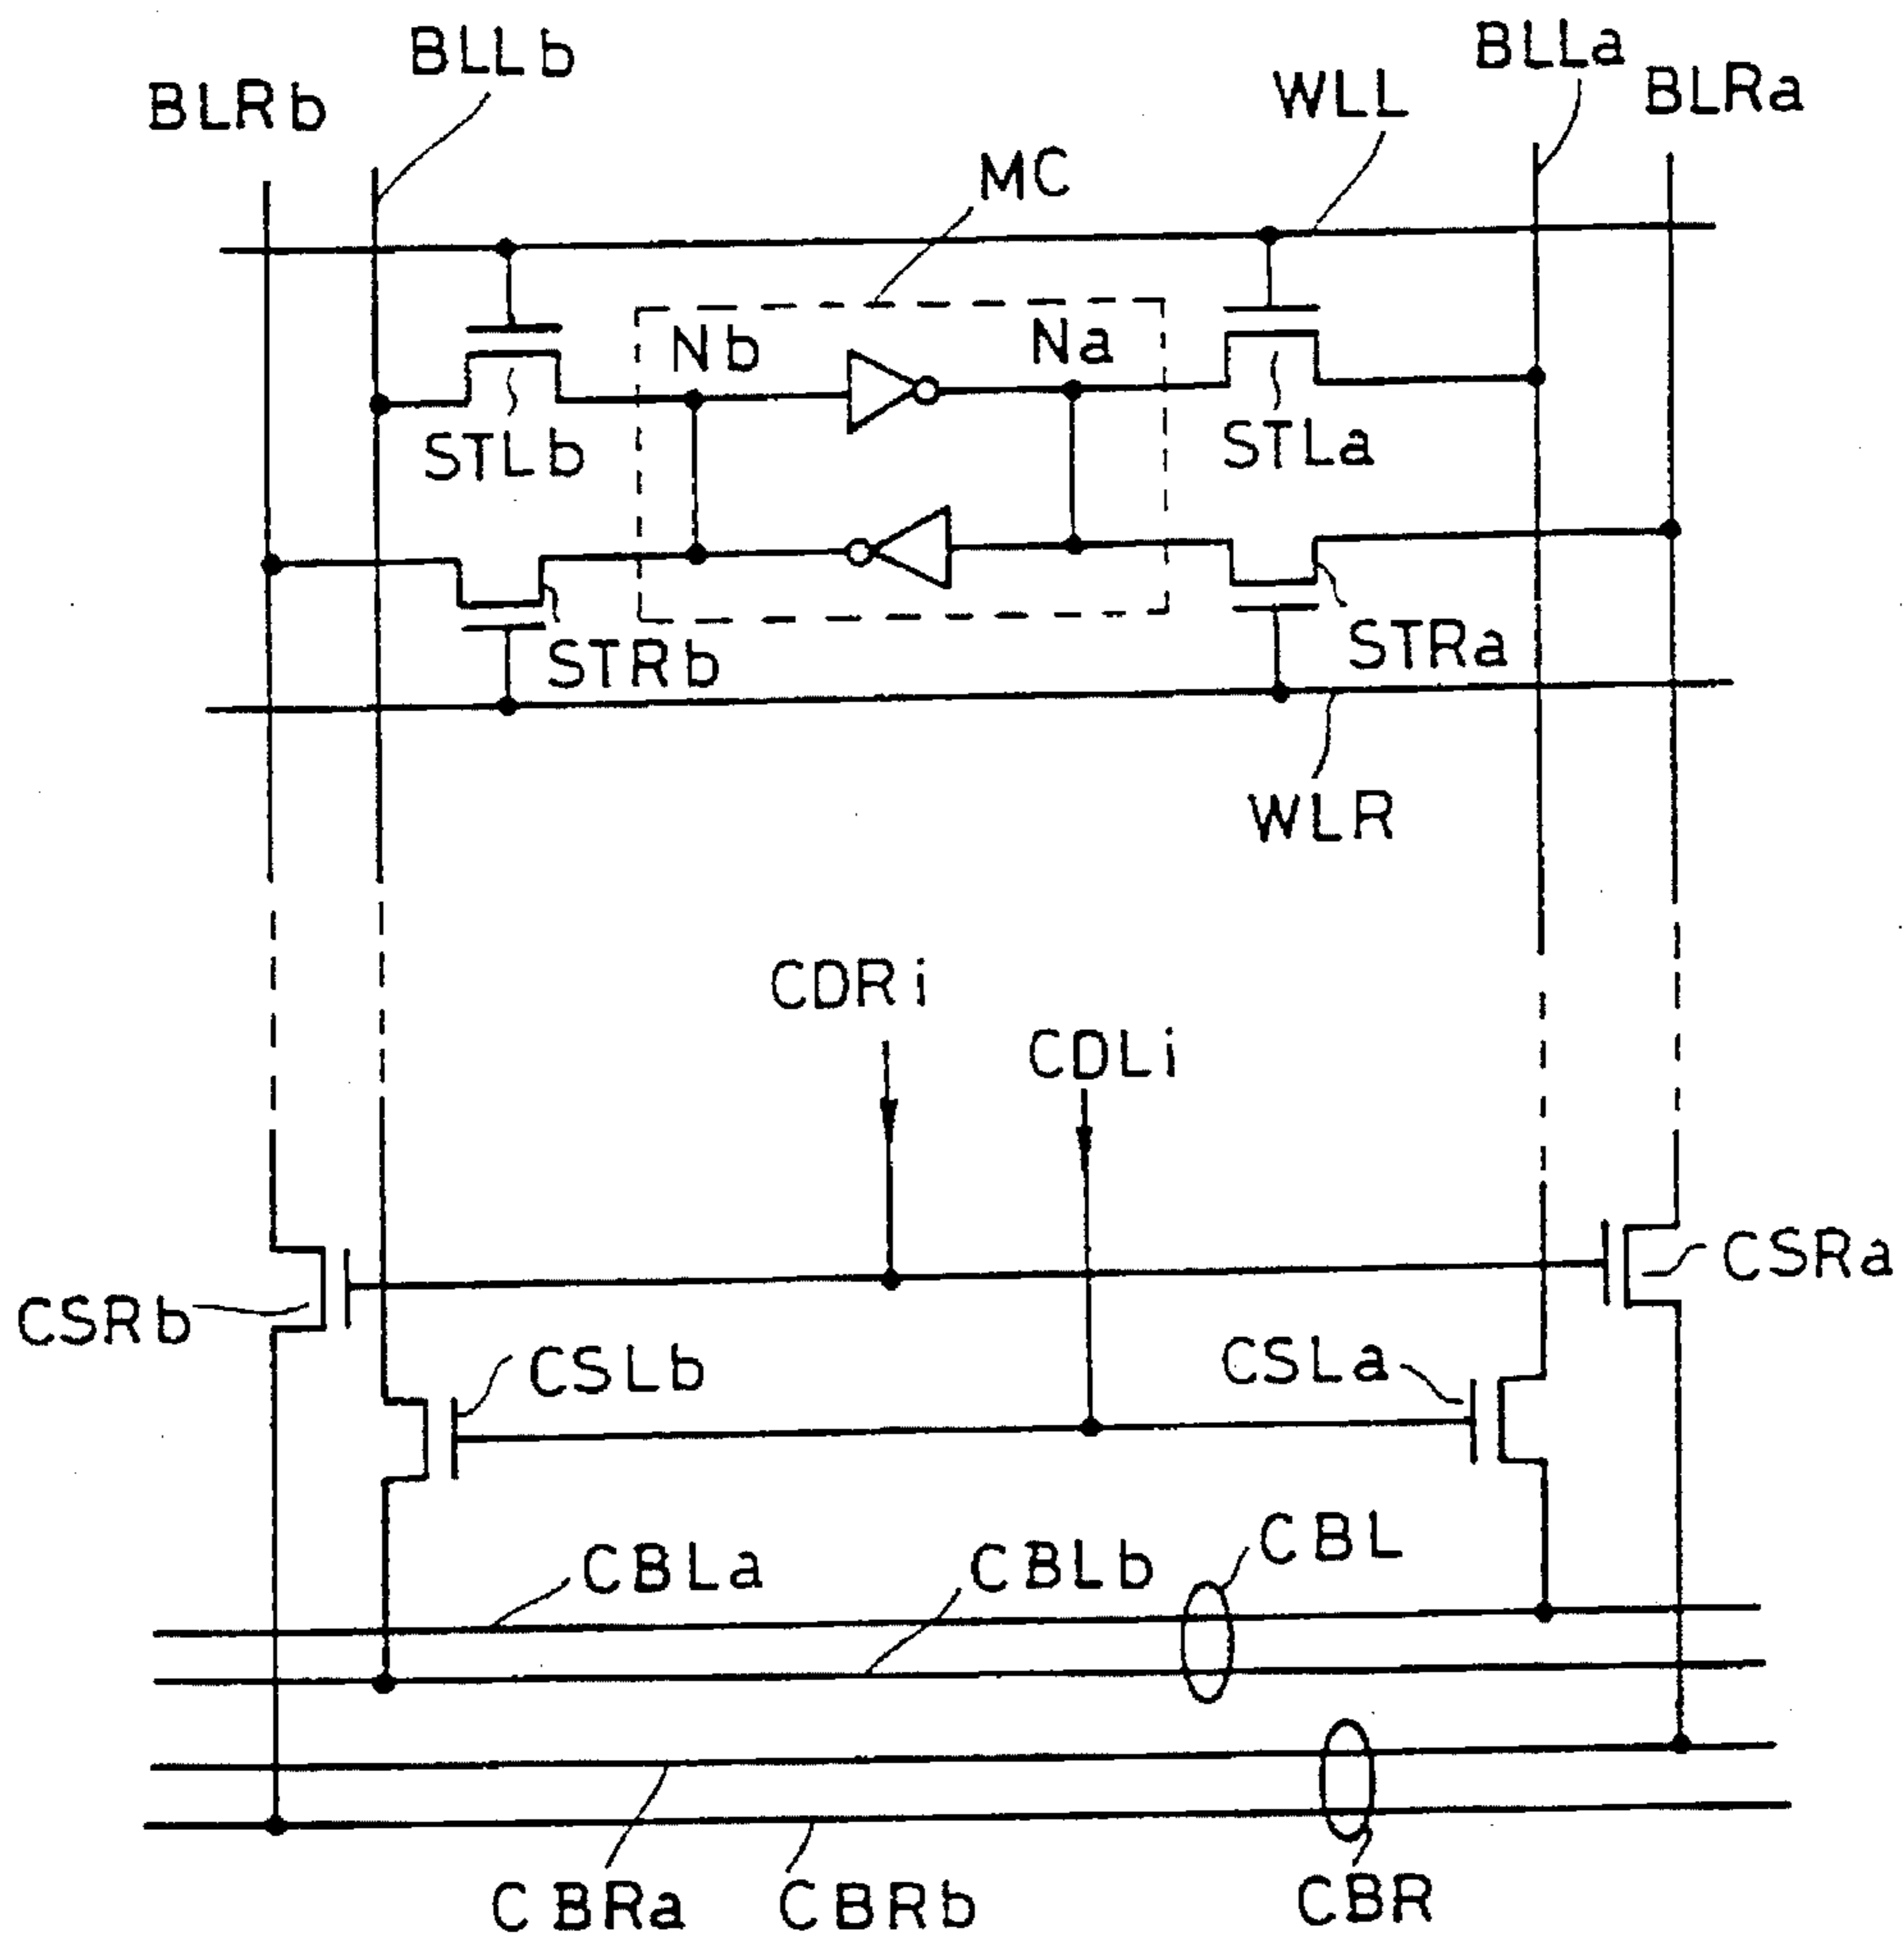 BLRb
BLLb
WLL
BLLa
BLRa
MC
Nb
Na
STLb
STLa
STRb
STRa
WLR
CDRi
CDLi
CSRb
CSRa
CSLb
CSLa
CBLa
CBLb
CBL
CBRa
CBRb
CBR